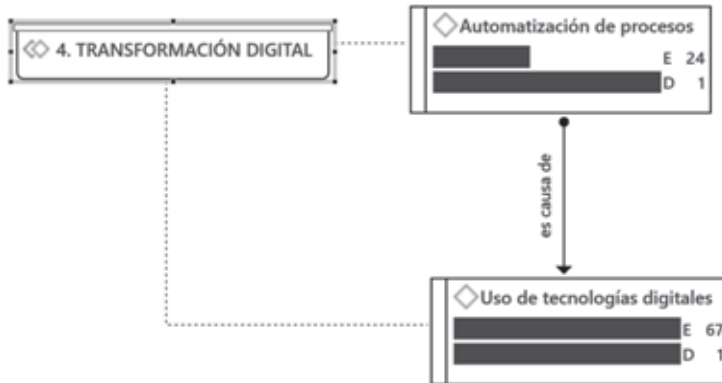 4. TRANSFORMACIÓN DIGITAL
Automatización de procesos
E 24
D 1
es causa de
Uso de tecnologías digitales
E 67
D 1